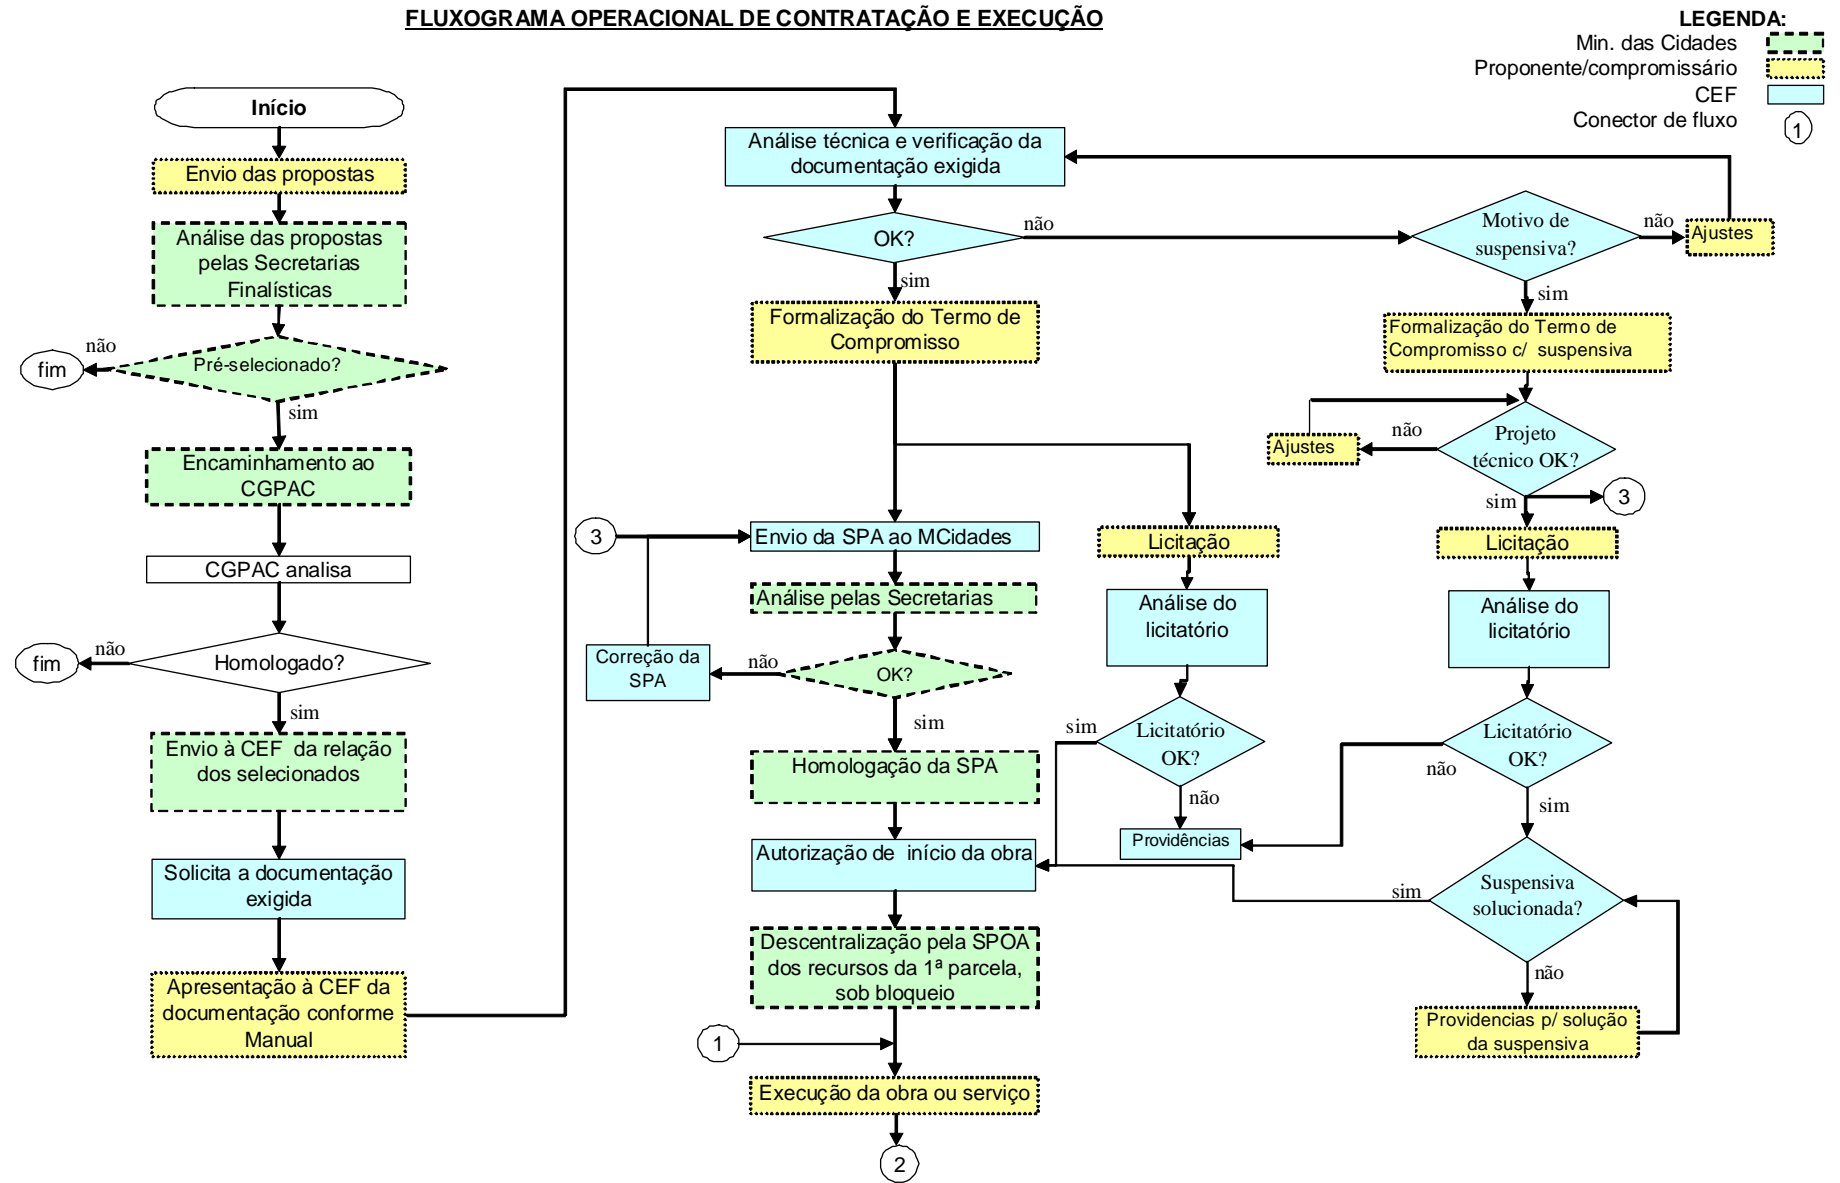 FLUXOGRAMA OPERACIONAL DE CONTRATAÇÃO E EXECUÇÃO
LEGENDA:
Min. das Cidades
Proponente/compromissário
CEF
Conector de fluxo
1
Início
Envio das propostas
Análise das propostas
pelas Secretarias
Finalísticas
Pré-selecionado?
não
fim
sim
Encaminhamento ao
CGPAC
CGPAC analisa
Homologado?
não
fim
sim
Envio à CEF da relação
dos selecionados
Solicita a documentação
exigida
Apresentação à CEF da
documentação conforme
Manual
Análise técnica e verificação da
documentação exigida
OK?
não
sim
Formalização do Termo de
Compromisso
3
Envio da SPA ao MCidades
Análise pelas Secretarias
OK?
não
Correção da
SPA
sim
Homologação da SPA
Autorização de início da obra
Descentralização pela SPOA
dos recursos da 1ª parcela,
sob bloqueio
1
Execução da obra ou serviço
2
Licitação
Análise do
licitatório
Licitatório
OK?
sim
não
Providências
Motivo de
suspensiva?
não
Ajustes
sim
Formalização do Termo de
Compromisso c/ suspensiva
Projeto
técnico OK?
não
Ajustes
sim
3
Licitação
Análise do
licitatório
Licitatório
OK?
não
sim
Suspensiva
solucionada?
sim
não
Providencias p/ solução
da suspensiva